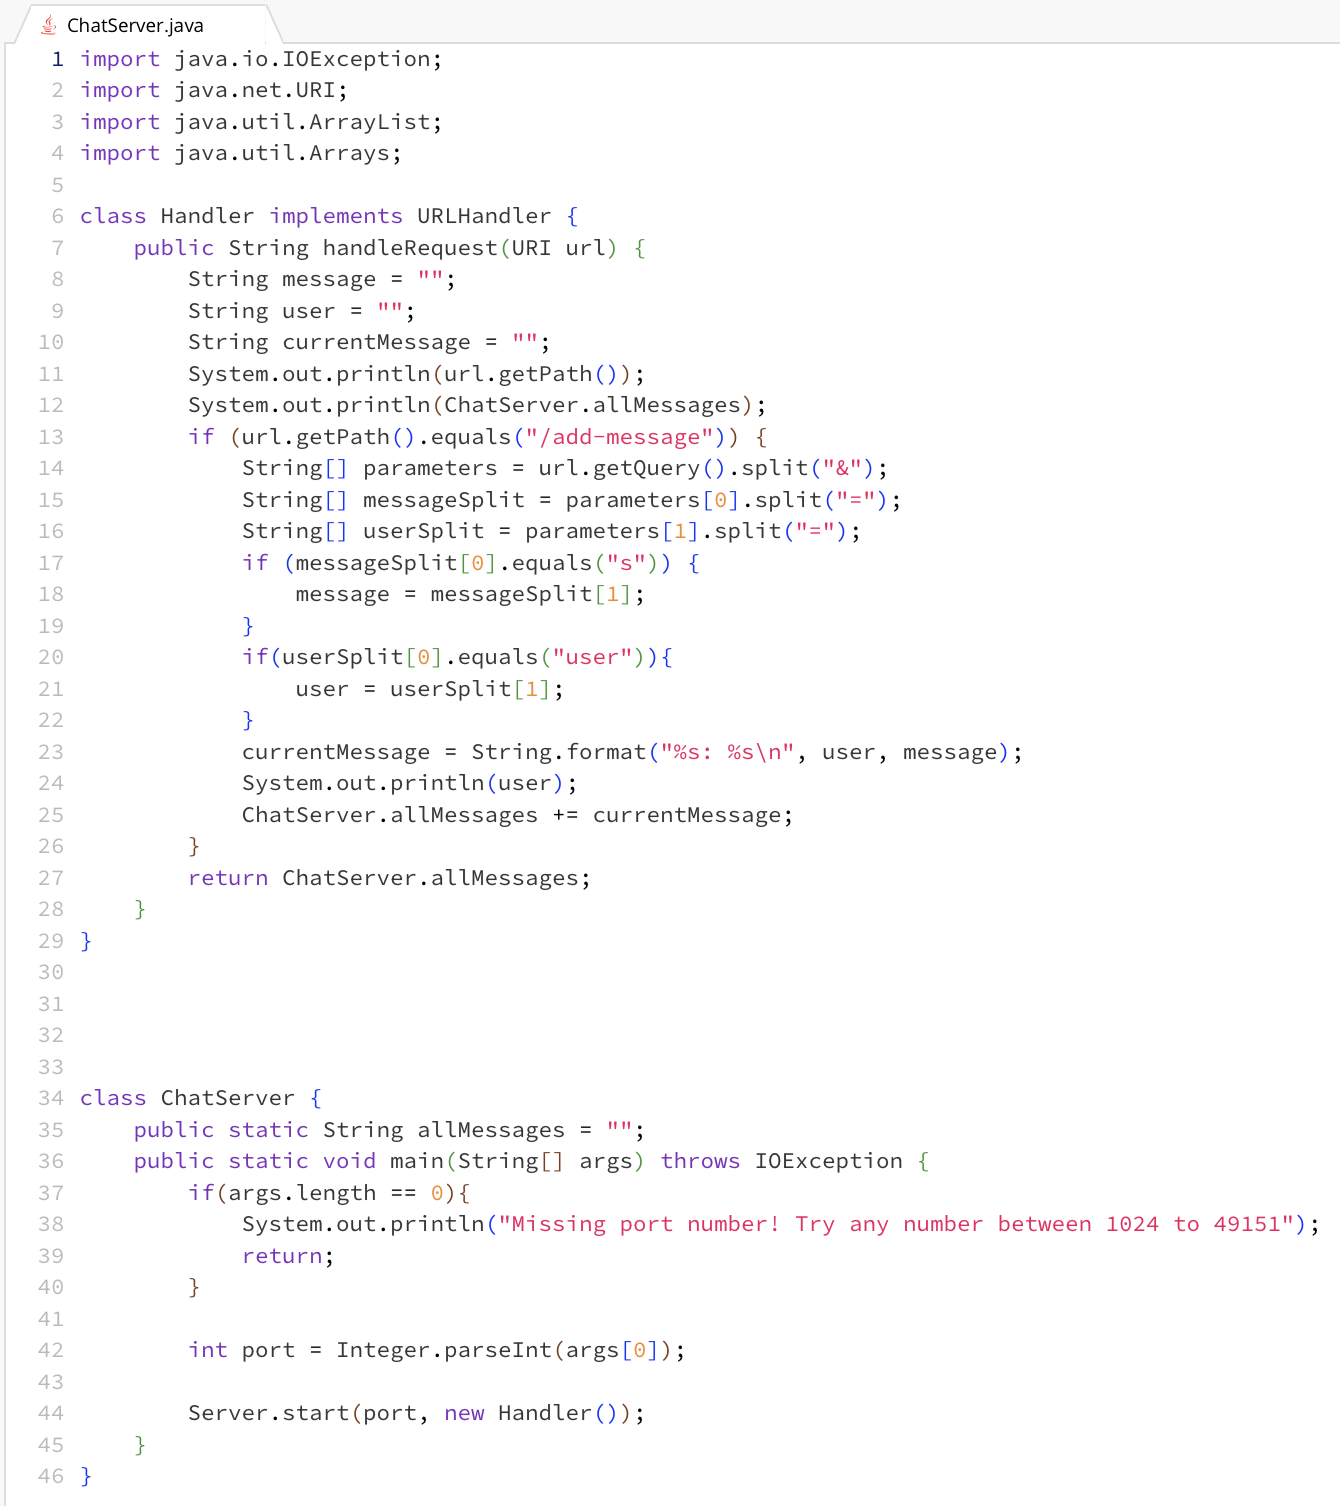 ChatServer.java
1 import java.io.IOException;
2 import java.net.URI;
3 import java.util.ArrayList;
4 import java.util.Arrays;
5
6 class Handler implements URLHandler {
7     public String handleRequest(URI url) {
8         String message = "";
9         String user = "";
10         String currentMessage = "";
11         System.out.println(url.getPath());
12         System.out.println(ChatServer.allMessages);
13         if (url.getPath().equals("/add-message")) {
14             String[] parameters = url.getQuery().split("&");
15             String[] messageSplit = parameters[0].split("=");
16             String[] userSplit = parameters[1].split("=");
17             if (messageSplit[0].equals("s")) {
18                 message = messageSplit[1];
19             }
20             if(userSplit[0].equals("user")){
21                 user = userSplit[1];
22             }
23             currentMessage = String.format("%s: %s\n", user, message);
24             System.out.println(user);
25             ChatServer.allMessages += currentMessage;
26         }
27         return ChatServer.allMessages;
28     }
29 }
30
31
32
33
34 class ChatServer {
35     public static String allMessages = "";
36     public static void main(String[] args) throws IOException {
37         if(args.length == 0){
38             System.out.println("Missing port number! Try any number between 1024 to 49151");
39             return;
40         }
41
42         int port = Integer.parseInt(args[0]);
43
44         Server.start(port, new Handler());
45     }
46 }